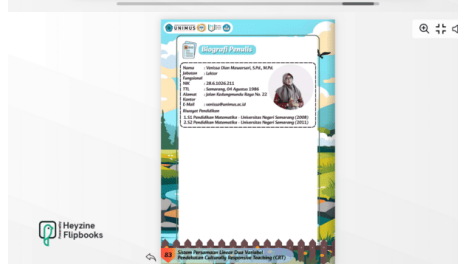 UNIMUS
Biografi Penulis
Nama : Venissa Dian Mawarsari, S.Pd., M.Pd
Jabatan : Lektor
Fungsional
NIK : 28.6.1026.211
TTL : Semarang, 04 Agustus 1986
Alamat : Jalan Kedungmundu Raya No. 22
Kantor
E-Mail : venissa@unimus.ac.id
Riwayat Pendidikan
1.S1 Pendidikan Matematika - Universitas Negeri Semarang (2008)
2.S2 Pendidikan Matematika - Universitas Negeri Semarang (2011)
Heyzine
Flipbooks
83
Sistem Persamaan Linear Dua Variabel
Pendekatan Culturally Responsive Teaching (CRT)